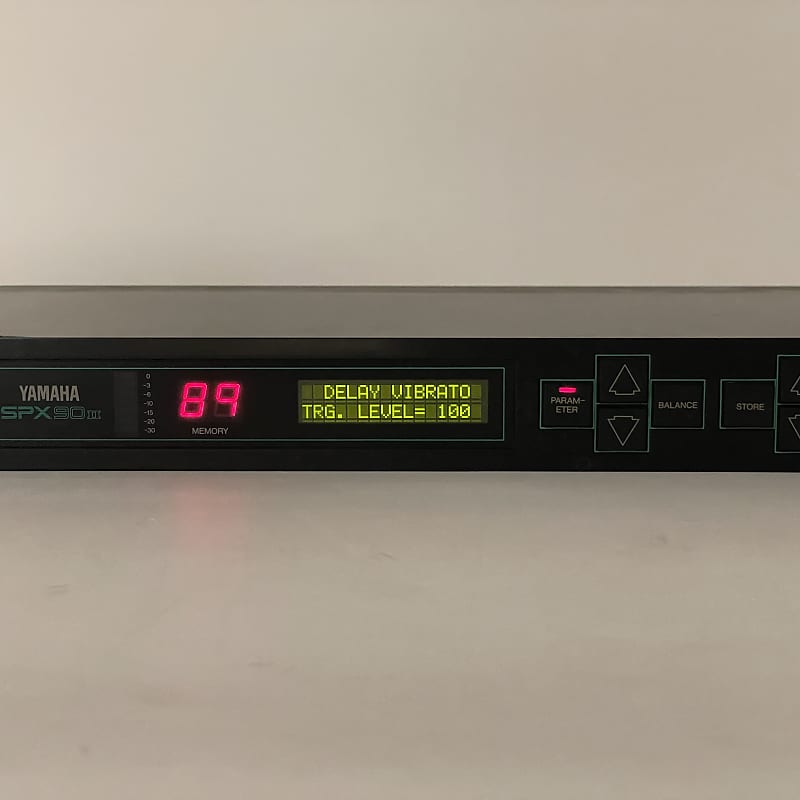 YAMAHA
SPX90II
0
-3
-6
-10
-15
-20
-30
89
MEMORY
DELAY VIBRATO
TRG. LEVEL= 100
PARAM-
ETER
BALANCE
STORE